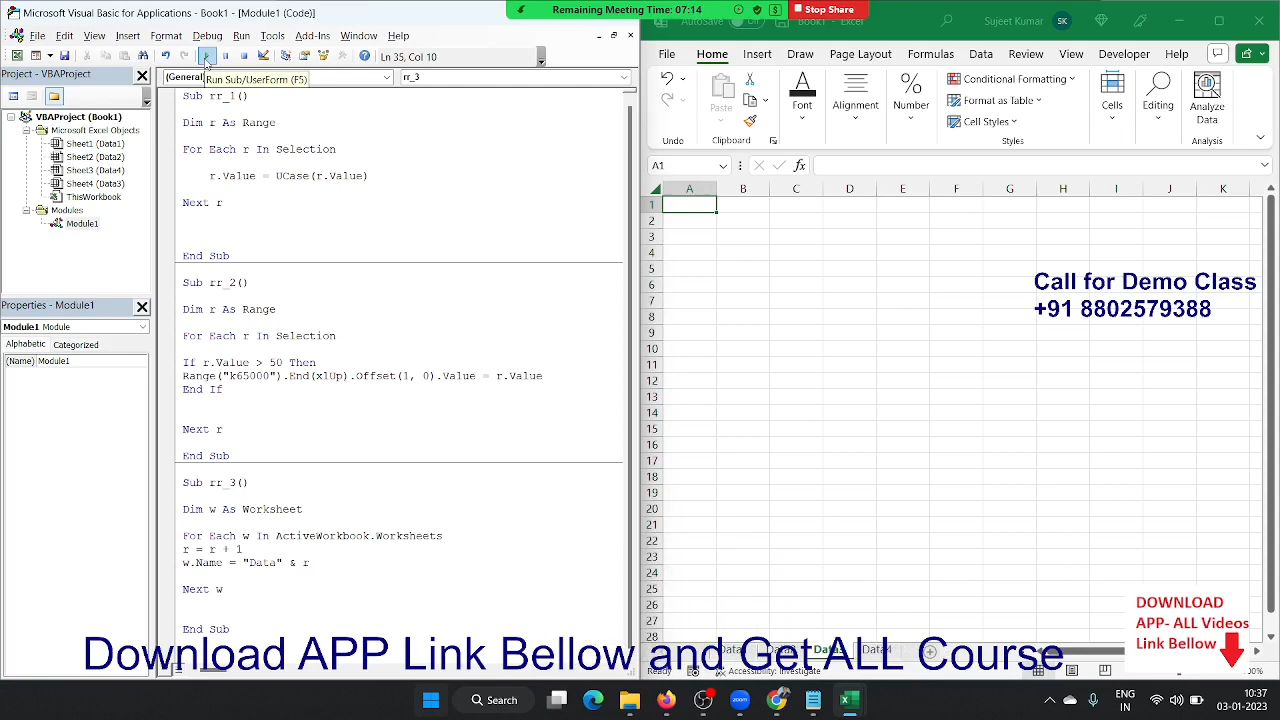 Microsoft Visual Basic for Applications - Book1 - [Module1 (Code)]
Remaining Meeting Time: 07:14
Stop Share
AutoSave
Book1 - Excel
Sujeet Kumar
SK
File
Edit
Insert
Format
Debug
Run
Tools
Add-Ins
Window
Help
Ln 35, Col 10
Project - VBAProject
(General)
Run Sub/UserForm (F5)
rr_3
VBAProject (Book1)
Microsoft Excel Objects
Sheet1 (Data1)
Sheet2 (Data2)
Sheet3 (Data4)
Sheet4 (Data3)
ThisWorkbook
Modules
Module1
Properties - Module1
Module1 Module
Alphabetic
Categorized
(Name) Module1
Sub rr_1()
Dim r As Range
For Each r In Selection
r.Value = UCase(r.Value)
Next r
End Sub
Sub rr_2()
Dim r As Range
For Each r In Selection
If r.Value > 50 Then
Range("k65000").End(xlUp).Offset(1, 0).Value = r.Value
End If
Next r
End Sub
Sub rr_3()
Dim w As Worksheet
For Each w In ActiveWorkbook.Worksheets
r = r + 1
w.Name = "Data" & r
Next w
End Sub
File
Home
Insert
Draw
Page Layout
Formulas
Data
Review
View
Developer
Help
Paste
Font
Alignment
Number
Conditional Formatting
Format as Table
Cell Styles
Cells
Editing
Analyze
Data
Undo
Clipboard
Styles
Analysis
A1
fx
A B C D E F G H I J K
1
2
3
4
5
6
7
8
9
10
11
12
13
14
15
16
17
18
19
20
21
22
23
24
25
26
27
28
Call for Demo Class
+91 8802579388
DOWNLOAD
APP- ALL Videos
Link Bellow
Download APP Link Bellow and Get ALL Course
Data4
Ready
Accessibility: Investigate
Search
ENG
IN
10:37
03-01-2023